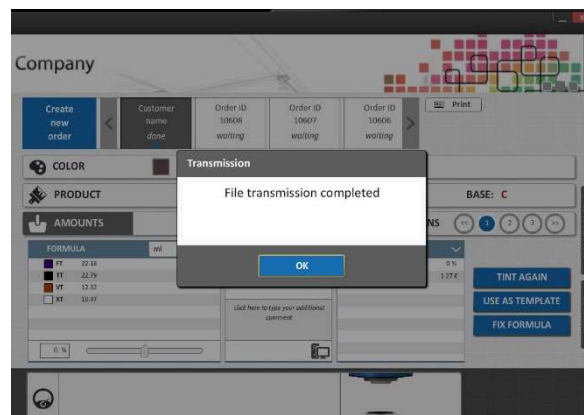 Company
Create
new
order
<
Customer
name
done
Order ID
10608
waiting
Order ID
10607
waiting
Order ID
10606
waiting
>
Print
COLOR
PRODUCT
BASE: C
AMOUNTS
NS
<<
1
2
3
>>
Transmission
File transmission completed
OK
FORMULA
ml
FT 22.18
TT 22.79
VT 12.32
XT 10.47
0 %
1.27 €
click here to type your additional
comment
0 %
TINT AGAIN
USE AS TEMPLATE
FIX FORMULA